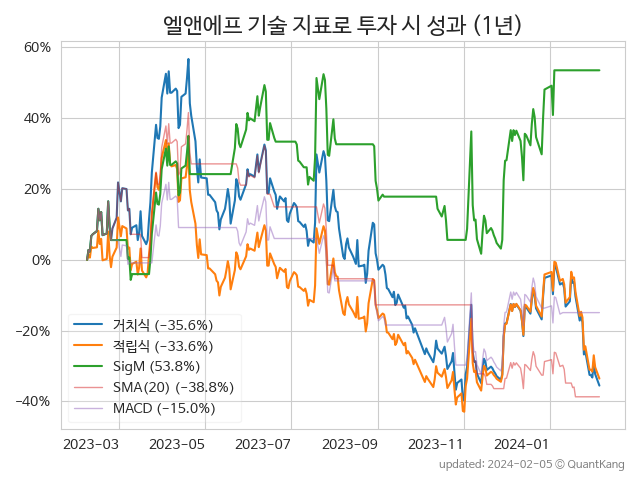 엘앤에프 기술 지표로 투자 시 성과 (1년)
60%
40%
20%
0%
−20%
−40%
거치식 (−35.6%)
적립식 (−33.6%)
SigM (53.8%)
SMA(20) (−38.8%)
MACD (−15.0%)
2023−03 2023−05 2023−07 2023−09 2023−11 2024−01
updated: 2024-02-05 © QuantKang